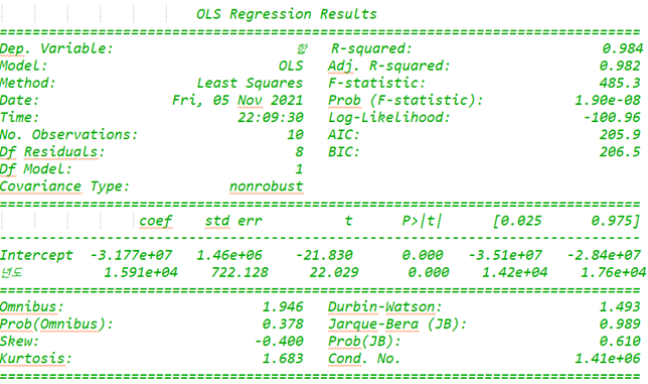 OLS Regression Results
==============================================================================
Dep. Variable: 합 R-squared: 0.984
Model: OLS Adj. R-squared: 0.982
Method: Least Squares F-statistic: 485.3
Date: Fri, 05 Nov 2021 Prob (F-statistic): 1.90e-08
Time: 22:09:30 Log-Likelihood: -100.96
No. Observations: 10 AIC: 205.9
Df Residuals: 8 BIC: 206.5
Df Model: 1
Covariance Type: nonrobust
==============================================================================
coef std err t P>|t| [0.025 0.975]
------------------------------------------------------------------------------
Intercept -3.177e+07 1.46e+06 -21.830 0.000 -3.51e+07 -2.84e+07
년도 1.591e+04 722.128 22.029 0.000 1.42e+04 1.76e+04
==============================================================================
Omnibus: 1.946 Durbin-Watson: 1.493
Prob(Omnibus): 0.378 Jarque-Bera (JB): 0.989
Skew: -0.400 Prob(JB): 0.610
Kurtosis: 1.683 Cond. No. 1.41e+06
==============================================================================